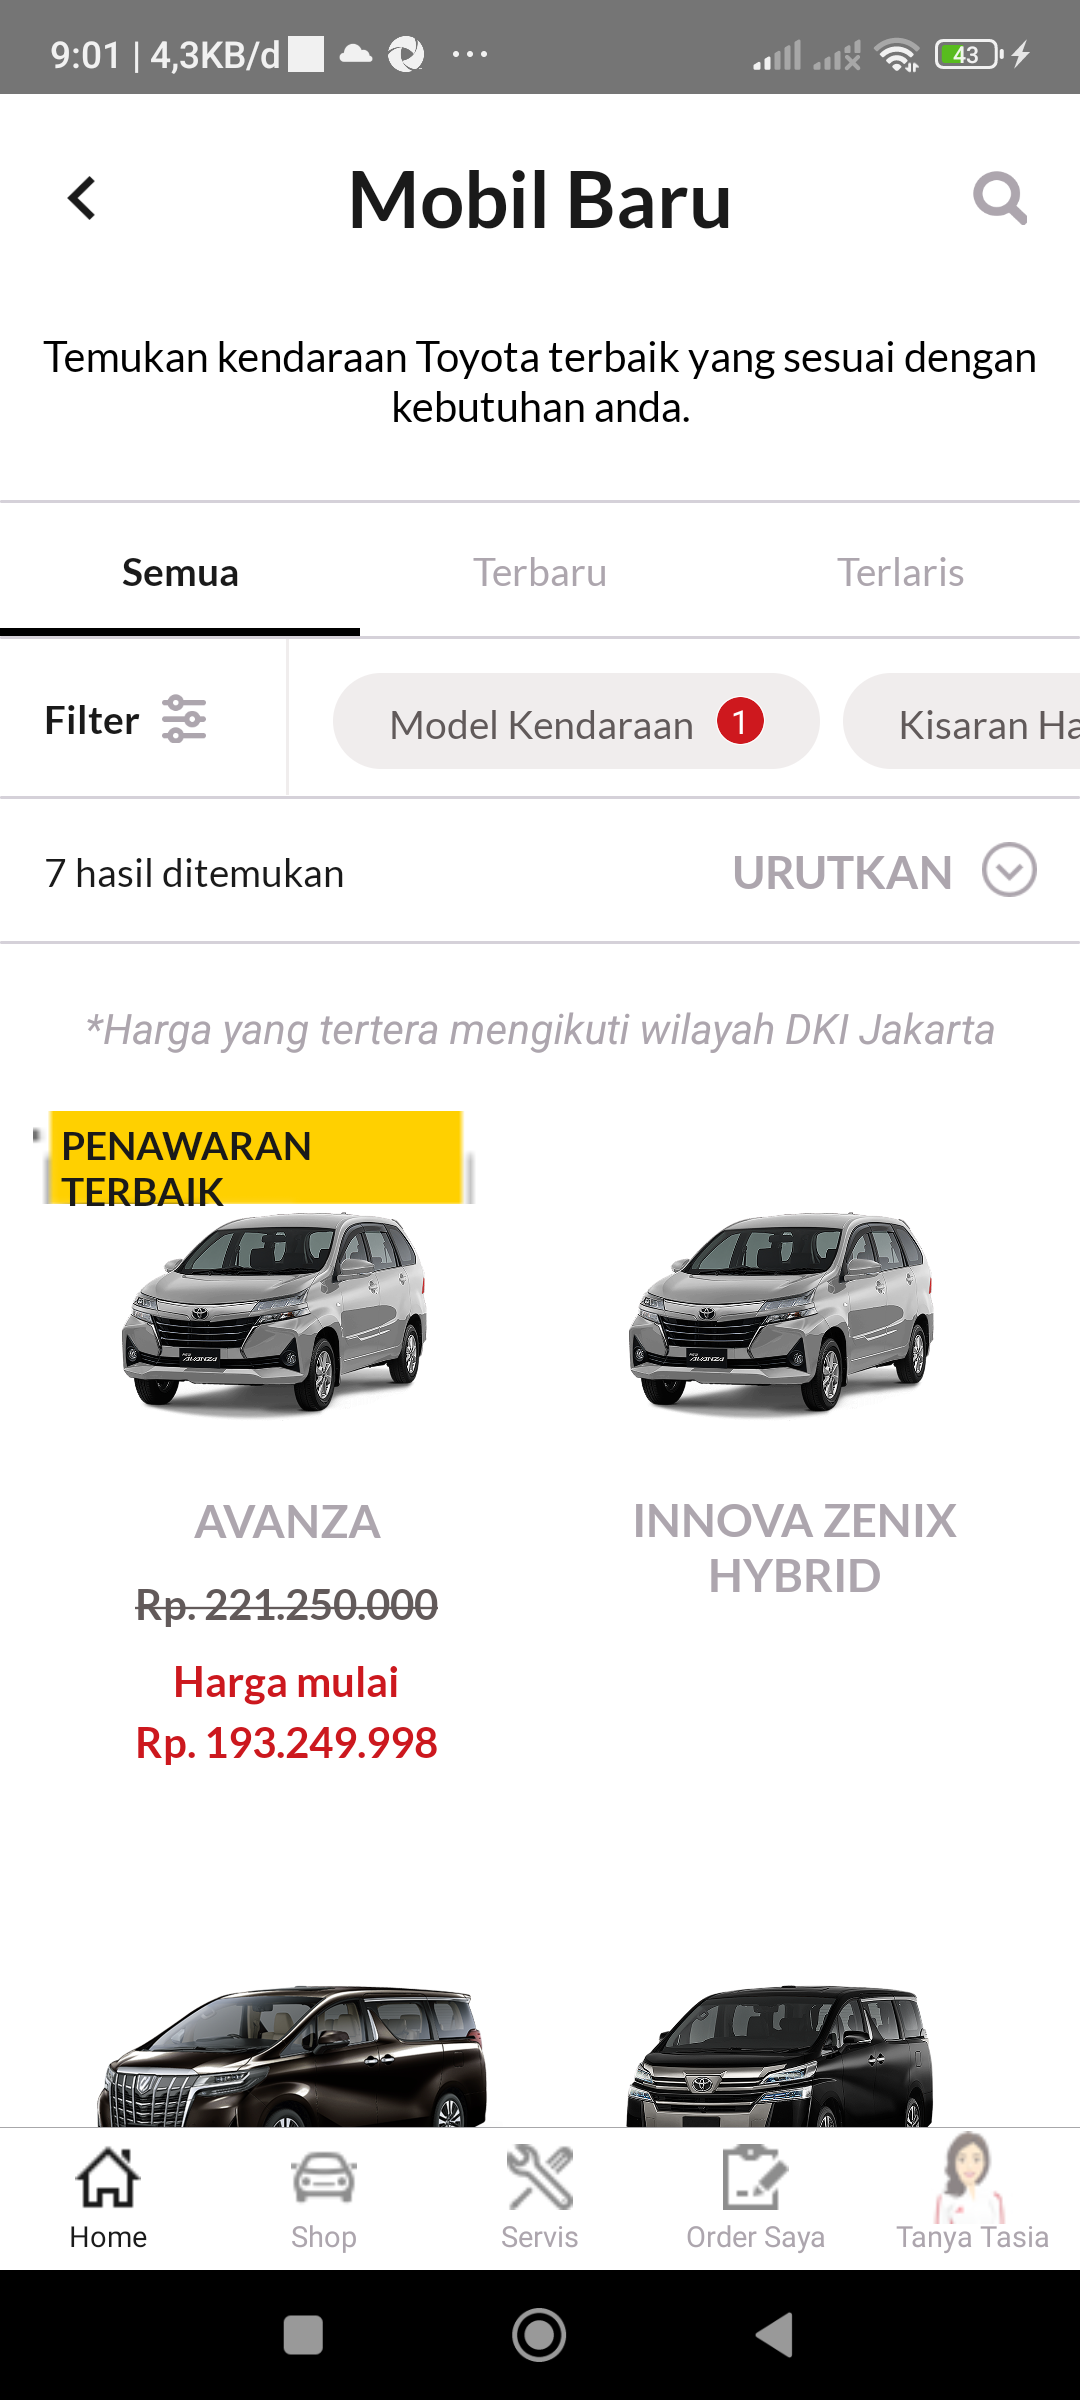 9:01 | 4,3KB/d
43
Mobil Baru
Temukan kendaraan Toyota terbaik yang sesuai dengan
kebutuhan anda.
Semua
Terbaru
Terlaris
Filter
Model Kendaraan 1
Kisaran Ha
7 hasil ditemukan
URUTKAN
*Harga yang tertera mengikuti wilayah DKI Jakarta
PENAWARAN
TERBAIK
AVANZA
AVANZA
AVANZA
Rp. 221.250.000
Harga mulai
Rp. 193.249.998
INNOVA ZENIX
HYBRID
Home
Shop
Servis
Order Saya
Tanya Tasia